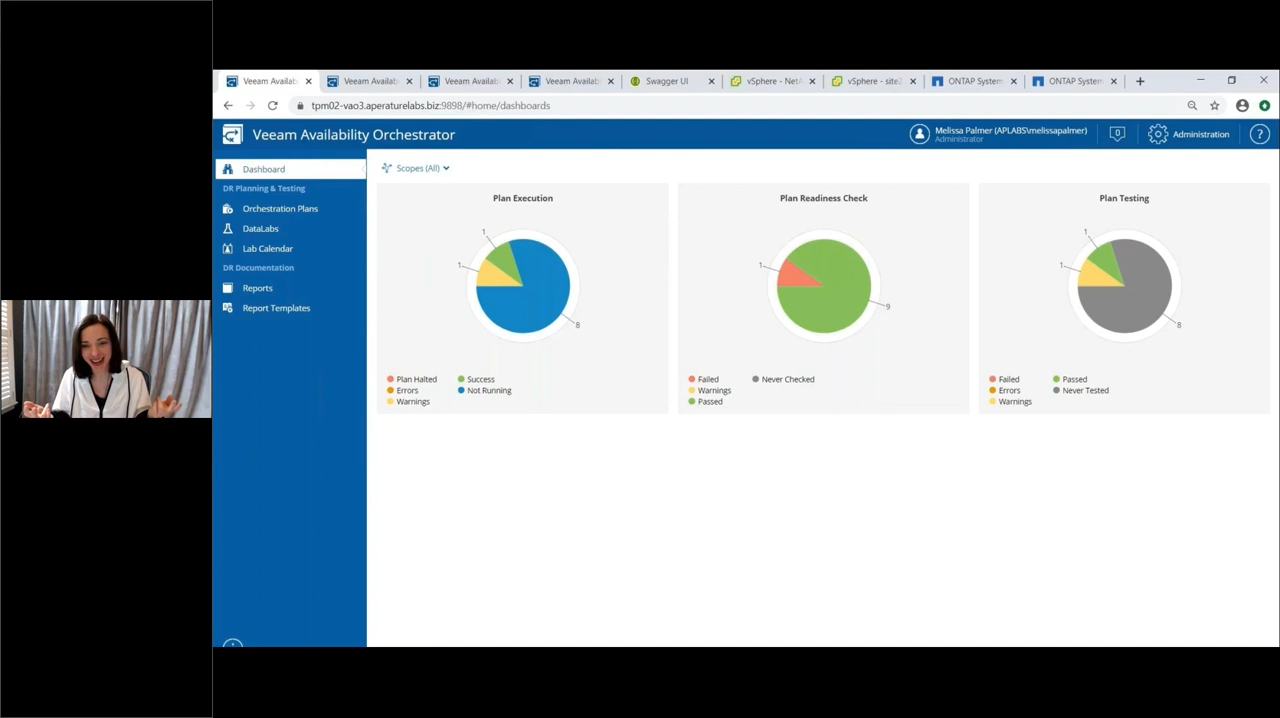 Veeam Availab
Veeam Availab
Veeam Availab
Veeam Availab
Swagger UI
vSphere - NetA
vSphere - site2
ONTAP System
ONTAP System
tpm02-vao3.aperaturelabs.biz:9898/#home/dashboards
Veeam Availability Orchestrator
Melissa Palmer (APLABS\melissapalmer)
Administrator
0
Administration
?
Dashboard
DR Planning & Testing
Orchestration Plans
DataLabs
Lab Calendar
DR Documentation
Reports
Report Templates
Scopes (All)
Plan Execution
1
1
8
Plan Halted
Errors
Warnings
Success
Not Running
Plan Readiness Check
1
9
Failed
Warnings
Passed
Never Checked
Plan Testing
1
1
8
Failed
Errors
Warnings
Passed
Never Tested